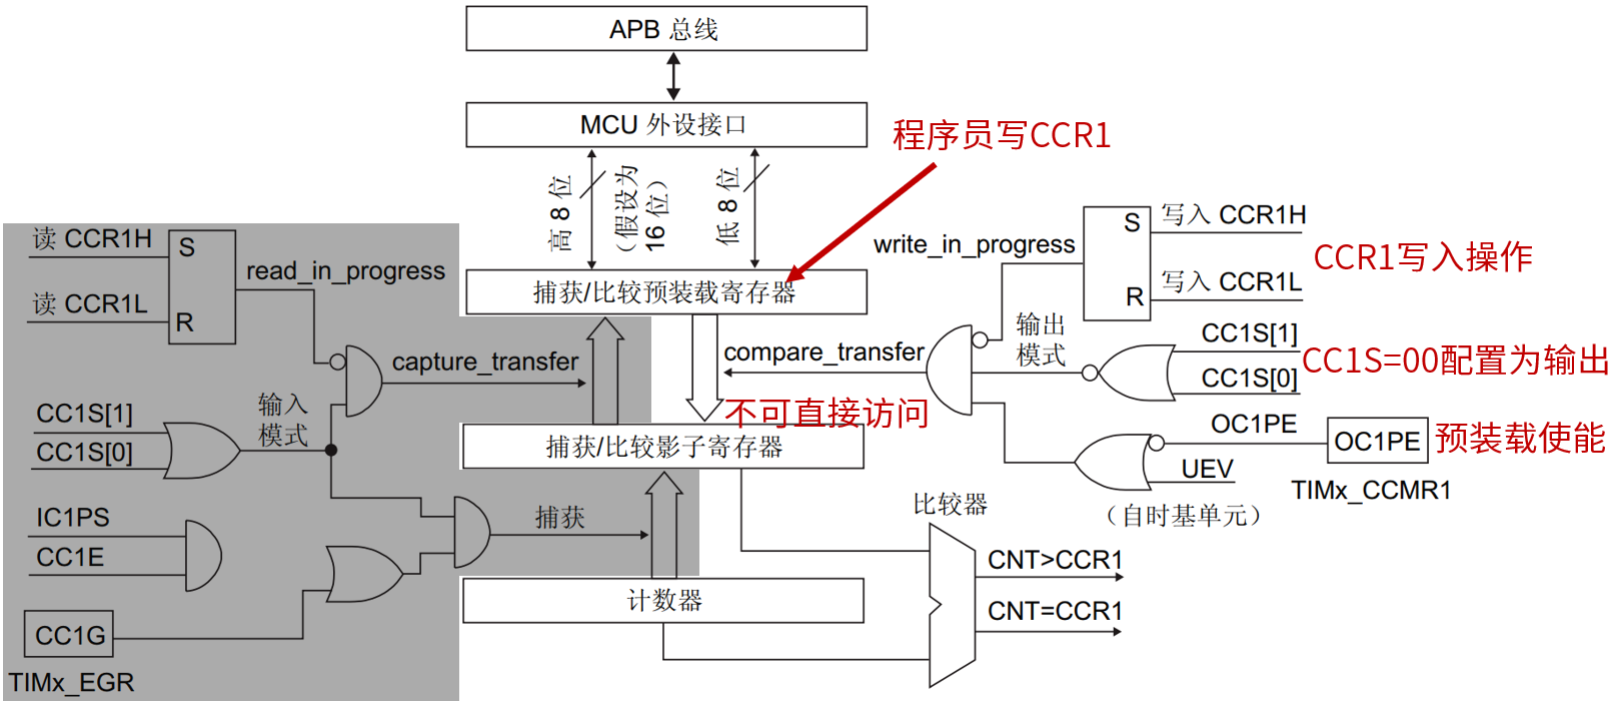 APB 总线
MCU 外设接口
程序员写CCR1
高 8 位
（假设为
16 位）
低 8 位
读 CCR1H
S
read_in_progress
读 CCR1L
R
捕获/比较预装载寄存器
write_in_progress
S
写入 CCR1H
CCR1写入操作
R
写入 CCR1L
capture_transfer
compare_transfer
输出
模式
CC1S[1]
CC1S[0]
CC1S=00配置为输出
CC1S[1]
CC1S[0]
输入
模式
不可直接访问
捕获/比较影子寄存器
OC1PE
OC1PE
预装载使能
UEV
TIMx_CCMR1
（自时基单元）
IC1PS
CC1E
捕获
比较器
CNT>CCR1
CNT=CCR1
计数器
CC1G
TIMx_EGR